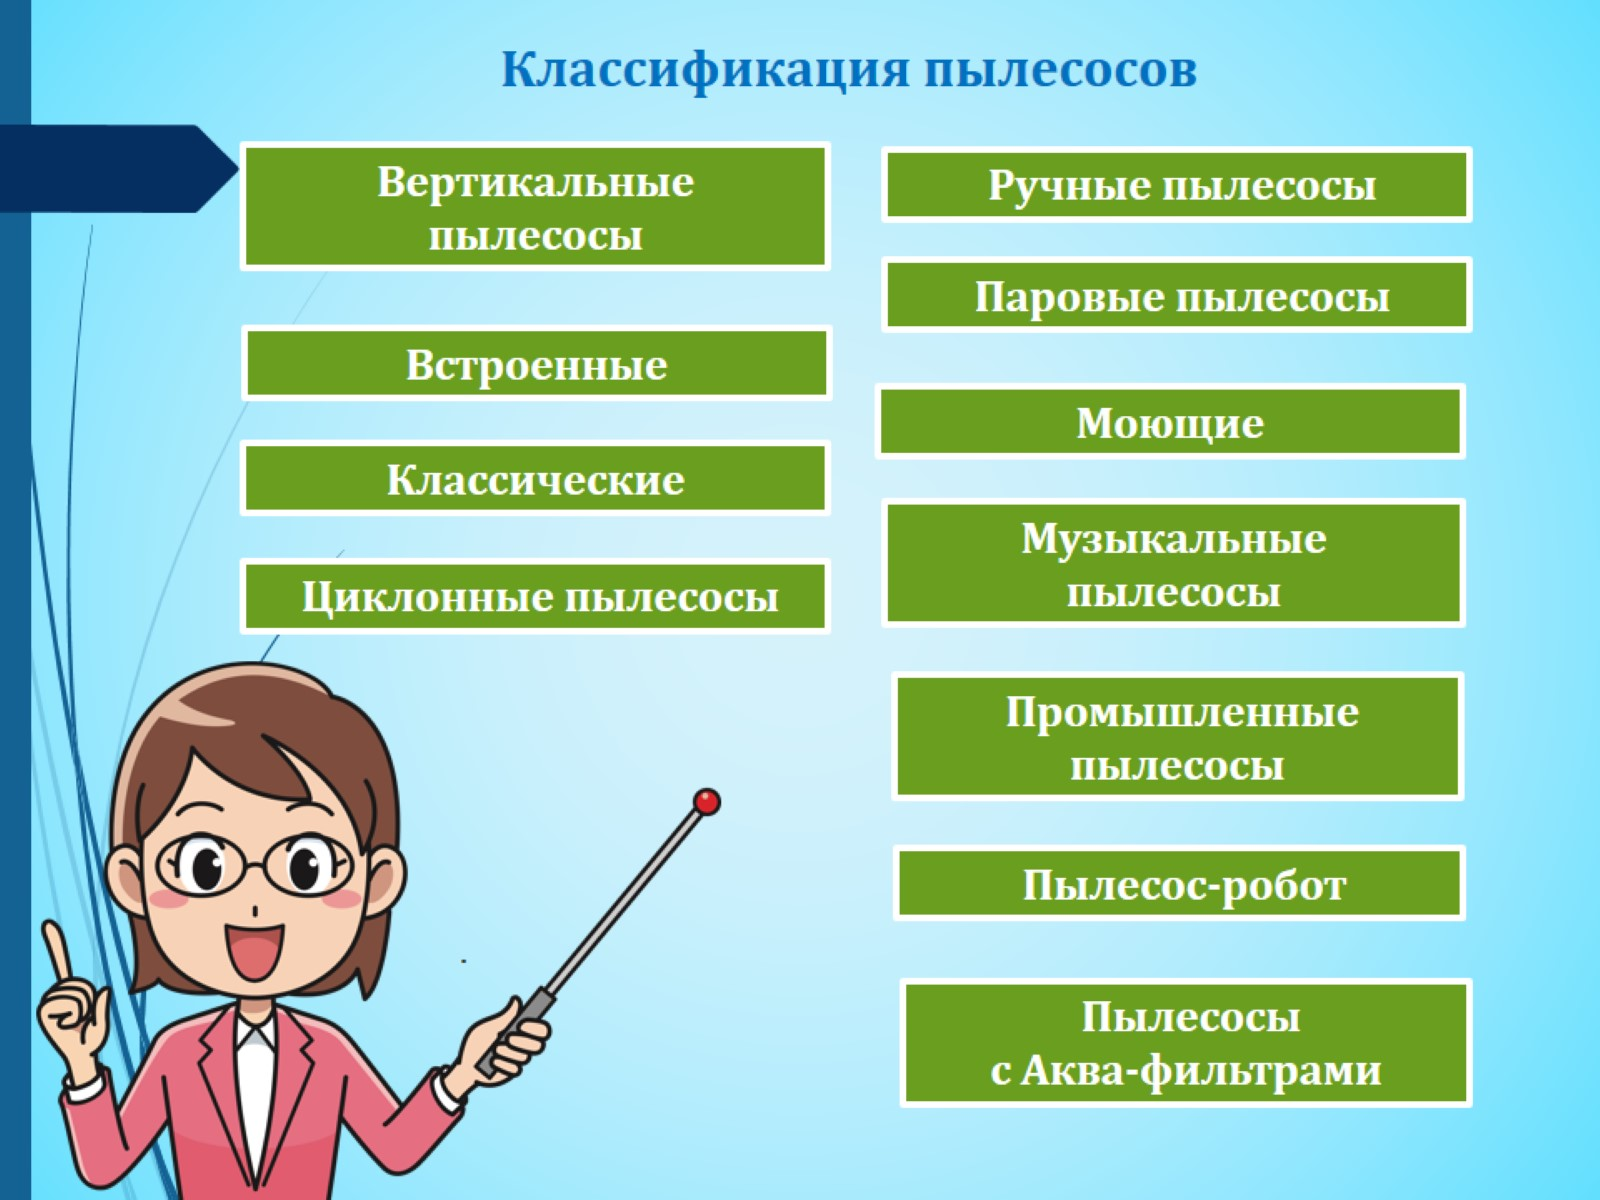 Классификация пылесосов
Вертикальные
пылесосы
Встроенные
Классические
Циклонные пылесосы
Ручные пылесосы
Паровые пылесосы
Моющие
Музыкальные
пылесосы
Промышленные
пылесосы
Пылесос-робот
Пылесосы
с Аква-фильтрами